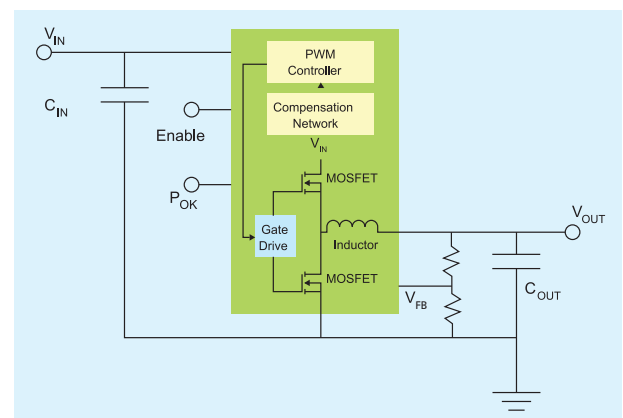 VIN
PWM
Controller
CIN
Compensation
Network
Enable
VIN
MOSFET
POK
VOUT
Gate
Drive
Inductor
MOSFET
VFB
COUT